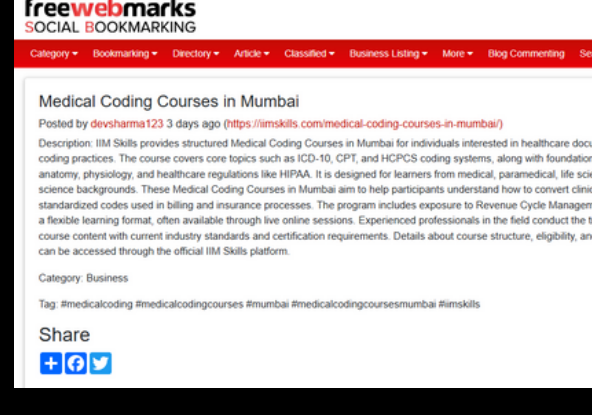 freewebmarks
SOCIAL BOOKMARKING
Category Bookmarking Directory Article Classified Business Listing More Blog Commenting Se
Medical Coding Courses in Mumbai
Posted by devsharma123 3 days ago (https://iimskills.com/medical-coding-courses-in-mumbai/)
Description: IIM Skills provides structured Medical Coding Courses in Mumbai for individuals interested in healthcare docu
coding practices. The course covers core topics such as ICD-10, CPT, and HCPCS coding systems, along with foundation
anatomy, physiology, and healthcare regulations like HIPAA. It is designed for learners from medical, paramedical, life scie
science backgrounds. These Medical Coding Courses in Mumbai aim to help participants understand how to convert clinic
standardized codes used in billing and insurance processes. The program includes exposure to Revenue Cycle Managem
a flexible learning format, often available through live online sessions. Experienced professionals in the field conduct the t
course content with current industry standards and certification requirements. Details about course structure, eligibility, an
can be accessed through the official IIM Skills platform.
Category: Business
Tag: #medicalcoding #medicalcodingcourses #mumbai #medicalcodingcoursesmumbai #iimskills
Share